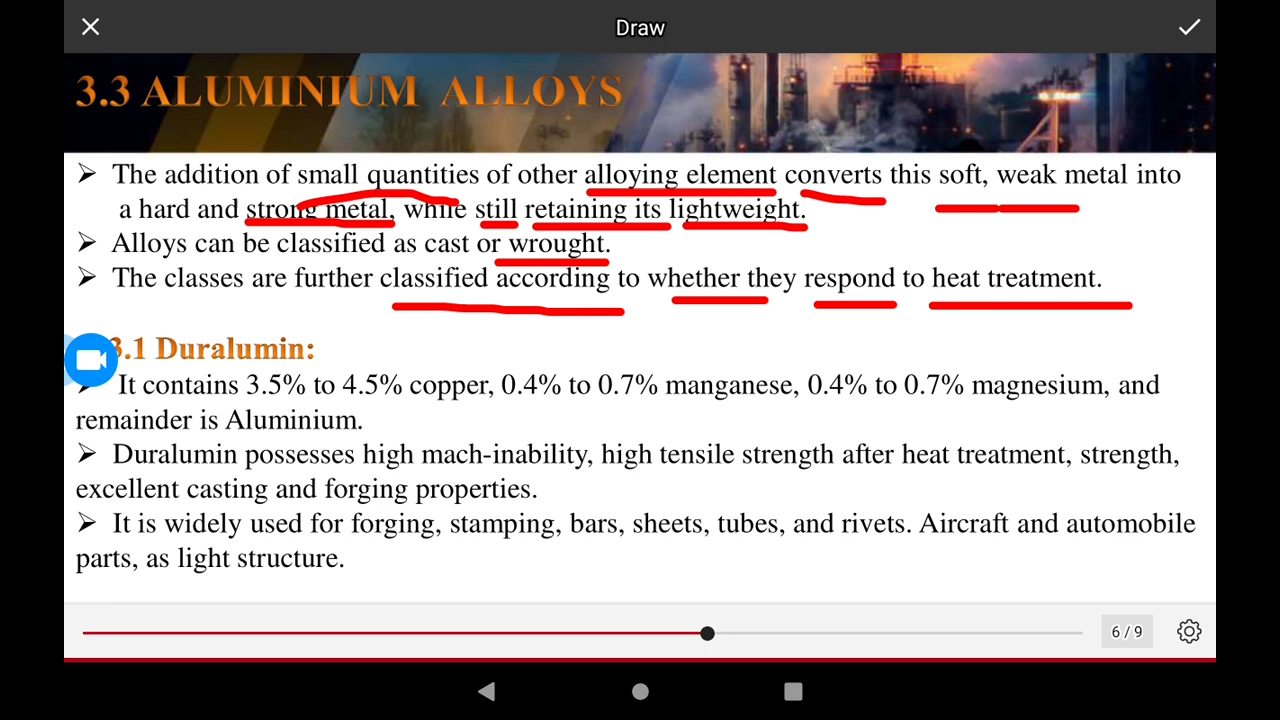 Draw
3.3 ALUMINIUM ALLOYS
➢ The addition of small quantities of other alloying element converts this soft, weak metal into
a hard and strong metal, while still retaining its lightweight.
➢ Alloys can be classified as cast or wrought.
➢ The classes are further classified according to whether they respond to heat treatment.
3.1 Duralumin:
➢ It contains 3.5% to 4.5% copper, 0.4% to 0.7% manganese, 0.4% to 0.7% magnesium, and
remainder is Aluminium.
➢ Duralumin possesses high mach-inability, high tensile strength after heat treatment, strength,
excellent casting and forging properties.
➢ It is widely used for forging, stamping, bars, sheets, tubes, and rivets. Aircraft and automobile
parts, as light structure.
6 / 9